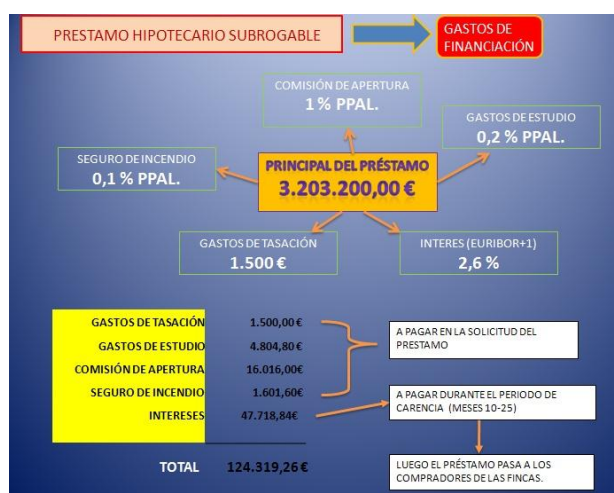 PRESTAMO HIPOTECARIO SUBROGABLE
GASTOS DE
FINANCIACIÓN
COMISIÓN DE APERTURA
1 % PPAL.
GASTOS DE ESTUDIO
0,2 % PPAL.
SEGURO DE INCENDIO
0,1 % PPAL.
PRINCIPAL DEL PRÉSTAMO
3.203.200,00 €
GASTOS DE TASACIÓN
1.500 €
INTERES (EURIBOR+1)
2,6 %
GASTOS DE TASACIÓN 1.500,00 €
GASTOS DE ESTUDIO 4.804,80 €
COMISIÓN DE APERTURA 16.016,00€
SEGURO DE INCENDIO 1.601,60€
INTERESES 47.718,84€
TOTAL 124.319,26 €
A PAGAR EN LA SOLICITUD DEL
PRESTAMO
A PAGAR DURANTE EL PERIODO DE
CARENCIA (MESES 10-25)
LUEGO EL PRÉSTAMO PASA A LOS
COMPRADORES DE LAS FINCAS.